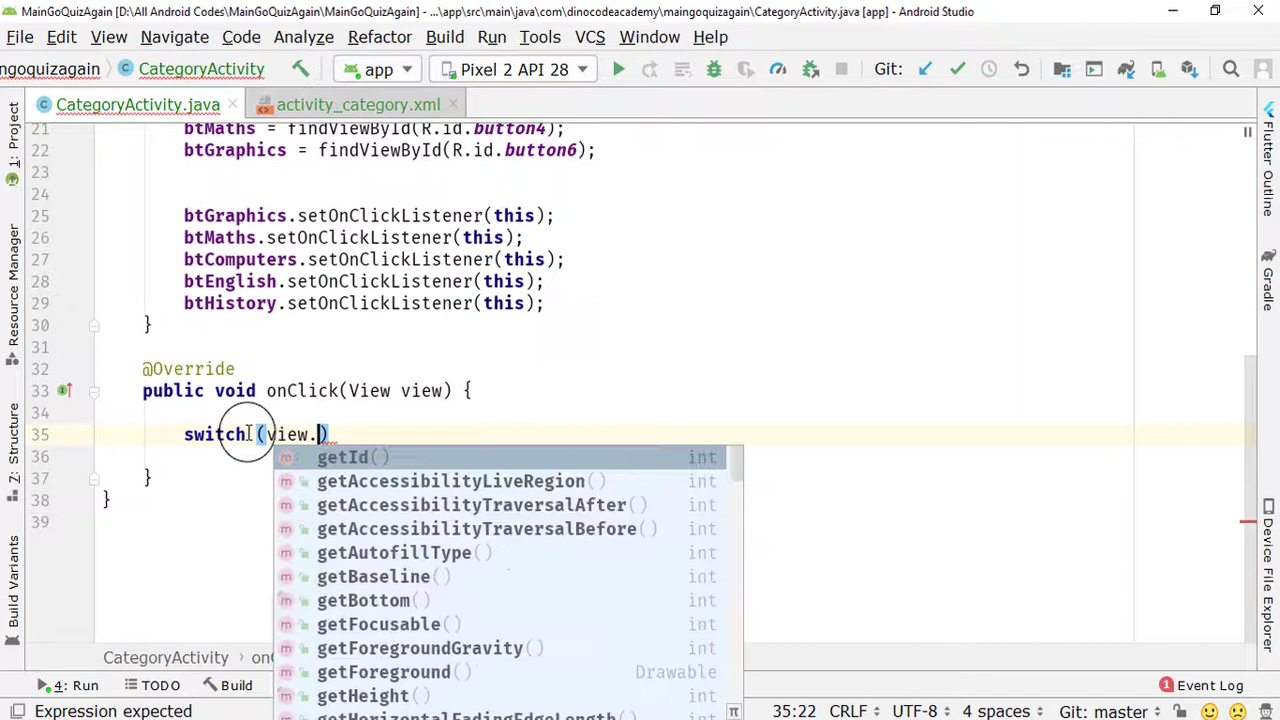 MainGoQuizAgain [D:\All Android Codes\MainGoQuizAgain\MainGoQuizAgain] - ...\app\src\main\java\com\dinocodeacademy\maingoquizagain\CategoryActivity.java [app] - Android Studio
File Edit View Navigate Code Analyze Refactor Build Run Tools VCS Window Help
ngoquizagain CategoryActivity app Pixel 2 API 28 Git:
CategoryActivity.java activity_category.xml
21 btMaths = findViewById(R.id.button4);
22 btGraphics = findViewById(R.id.button6);
23
24
25 btGraphics.setOnClickListener(this);
26 btMaths.setOnClickListener(this);
27 btComputers.setOnClickListener(this);
28 btEnglish.setOnClickListener(this);
29 btHistory.setOnClickListener(this);
30 }
31
32 @Override
33 public void onClick(View view) {
34
35 switch (view.)
36
37 }
38 }
39
getId() int
getAccessibilityLiveRegion() int
getAccessibilityTraversalAfter() int
getAccessibilityTraversalBefore() int
getAutofillType() int
getBaseline() int
getBottom() int
getFocusable() int
getForegroundGravity() int
getForeground() Drawable
getHeight() int
getHorizontalFadingEdgeLength() int
1: Project
Resource Manager
Z: Structure
Build Variants
Flutter Outline
Gradle
Device File Explorer
CategoryActivity
4: Run TODO Build 1 Event Log
Expression expected 35:22 CRLF UTF-8 4 spaces Git: master